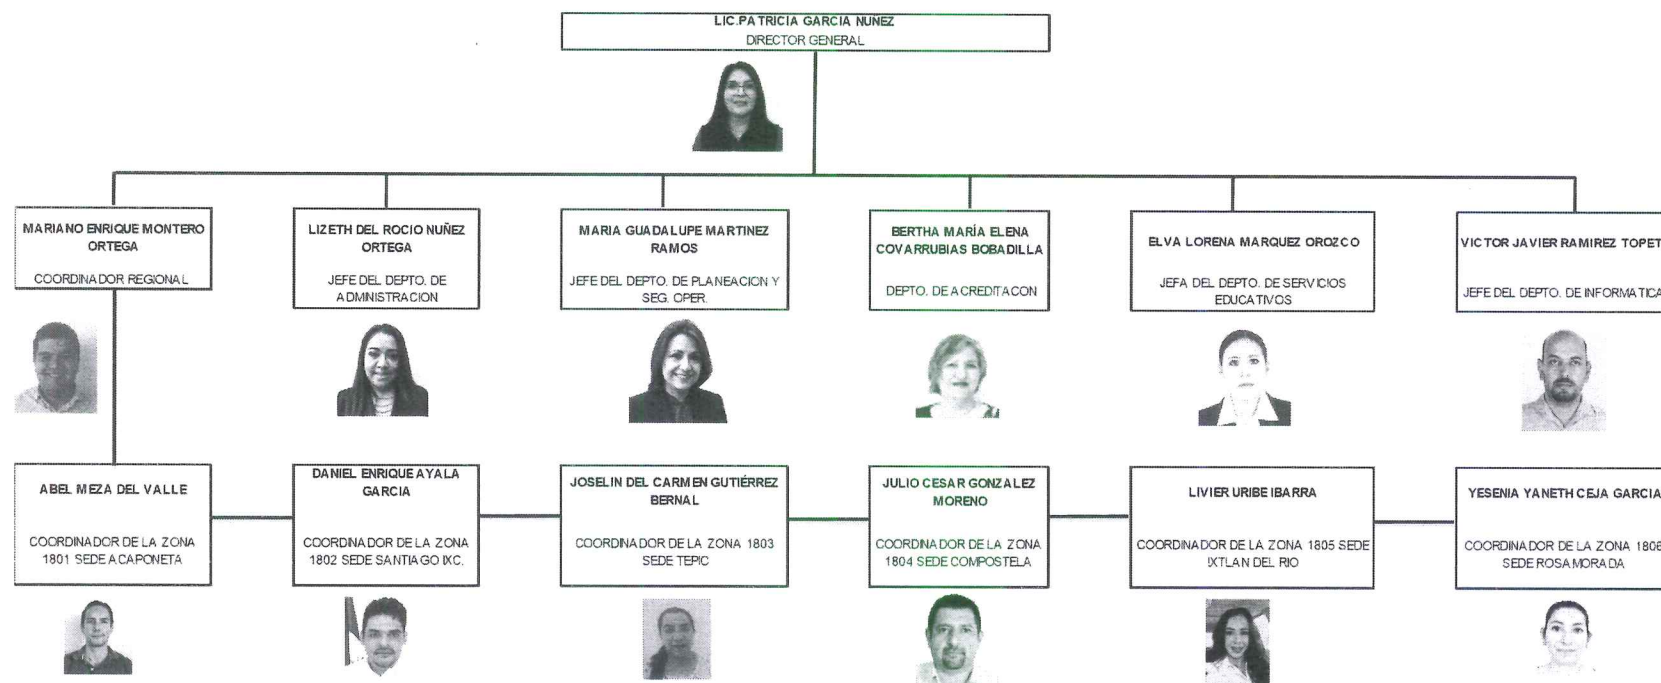 LIC.PATRICIA GARCIA NUÑEZ
DIRECTOR GENERAL
MARIANO ENRIQUE MONTERO
ORTEGA
COORDINADOR REGIONAL
LIZETH DEL ROCIO NUÑEZ
ORTEGA
JEFE DEL DEPTO. DE
ADMINISTRACION
MARIA GUADALUPE MARTINEZ
RAMOS
JEFE DEL DEPTO. DE PLANEACION Y
SEG. OPER.
BERTHA MARÍA ELENA
COVARRUBIAS BOBADILLA
DEPTO. DE ACREDITACON
ELVA LORENA MARQUEZ OROZCO
JEFA DEL DEPTO. DE SERVICIOS
EDUCATIVOS
VICTOR JAVIER RAMIREZ TOPET
JEFE DEL DEPTO. DE INFORMATICA
ABEL MEZA DEL VALLE
COORDINADOR DE LA ZONA
1801 SEDE ACAPONETA
DANIEL ENRIQUE AYALA
GARCIA
COORDINADOR DE LA ZONA
1802 SEDE SANTIAGO IXC.
JOSELIN DEL CARMEN GUTIÉRREZ
BERNAL
COORDINADOR DE LA ZONA 1803
SEDE TEPIC
JULIO CESAR GONZALEZ
MORENO
COORDINADOR DE LA ZONA
1804 SEDE COMPOSTELA
LIVIER URIBE IBARRA
COORDINADOR DE LA ZONA 1805 SEDE
IXTLAN DEL RIO
YESENIA YANETH CEJA GARCIA
COORDINADOR DE LA ZONA 1806
SEDE ROSAMORADA